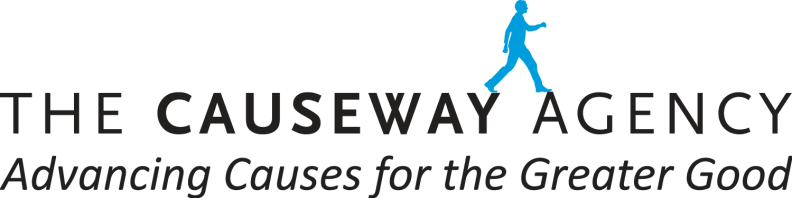 THE CAUSEWAY AGENCY
Advancing Causes for the Greater Good